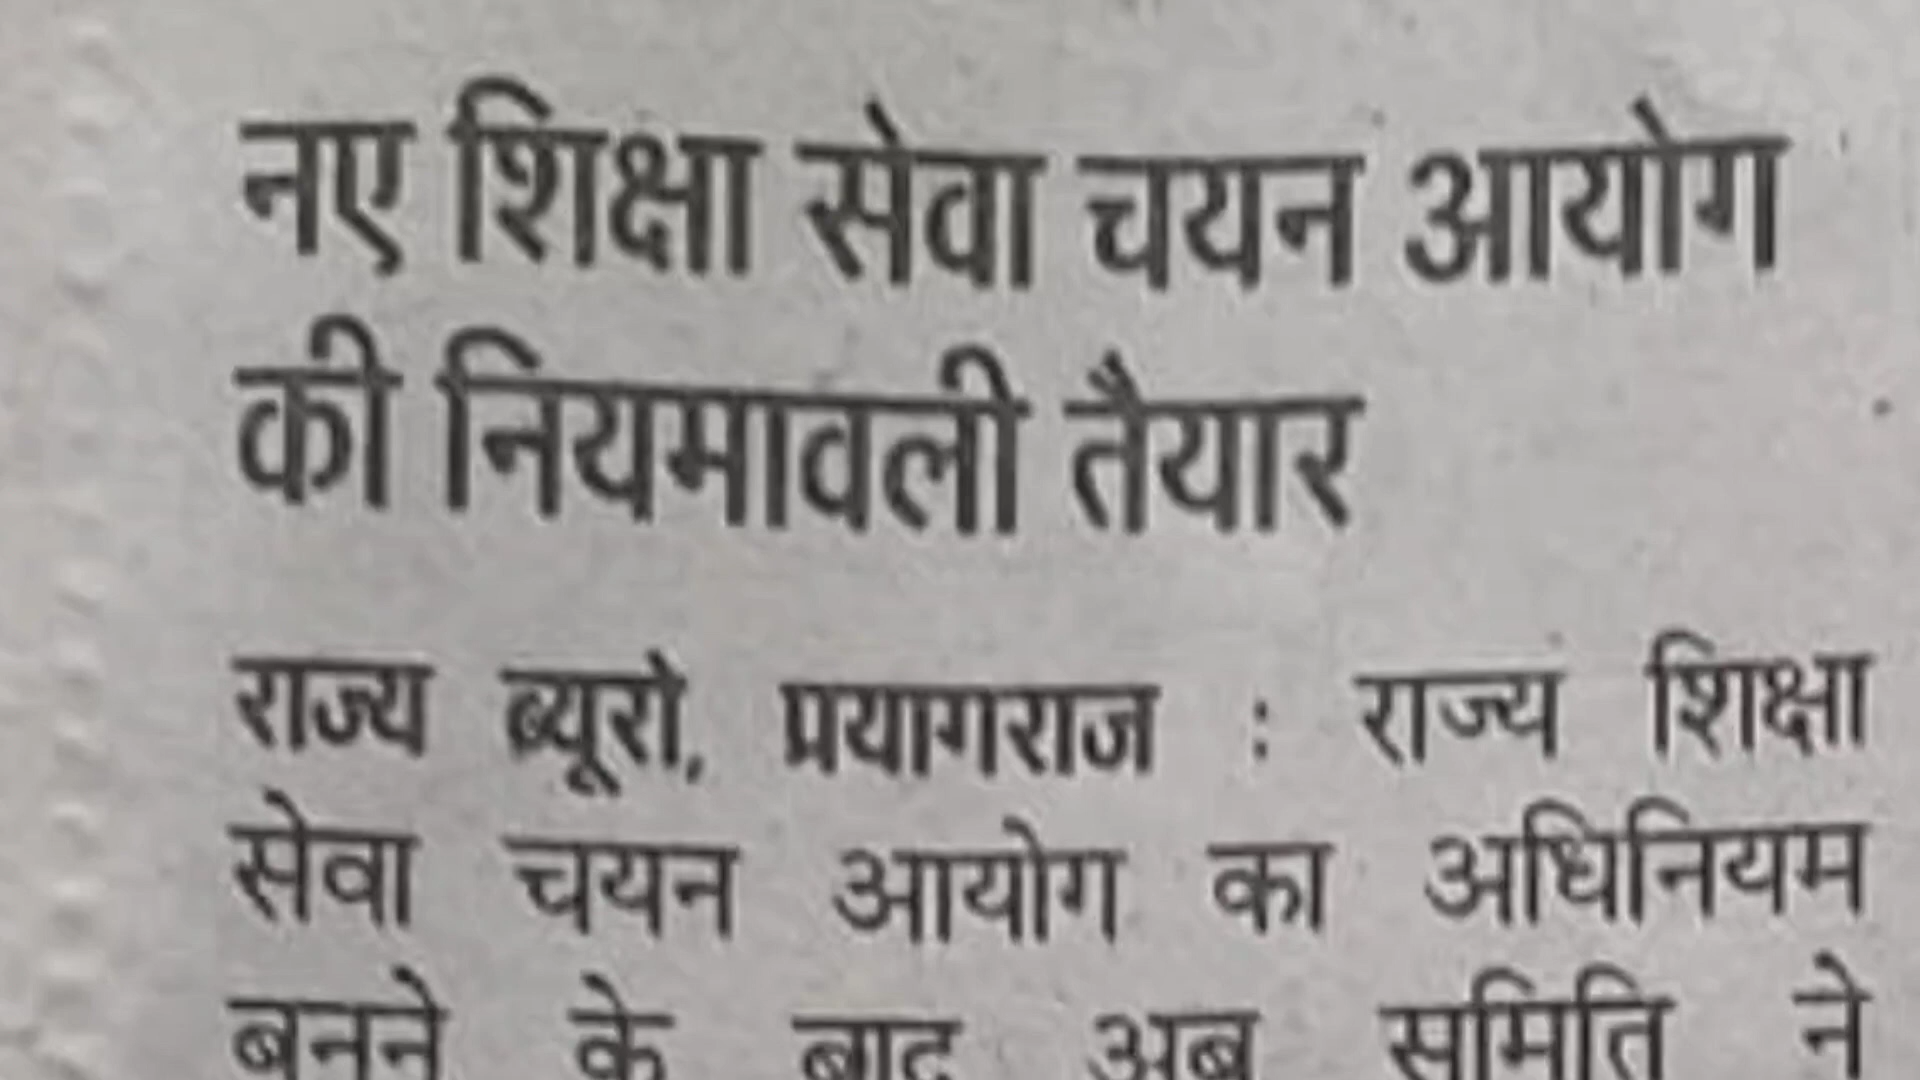 नए शिक्षा सेवा चयन आयोग
की नियमावली तैयार
राज्य ब्यूरो, प्रयागराज : राज्य शिक्षा
सेवा चयन आयोग का अधिनियम
बनने के बाद अब समिति ने